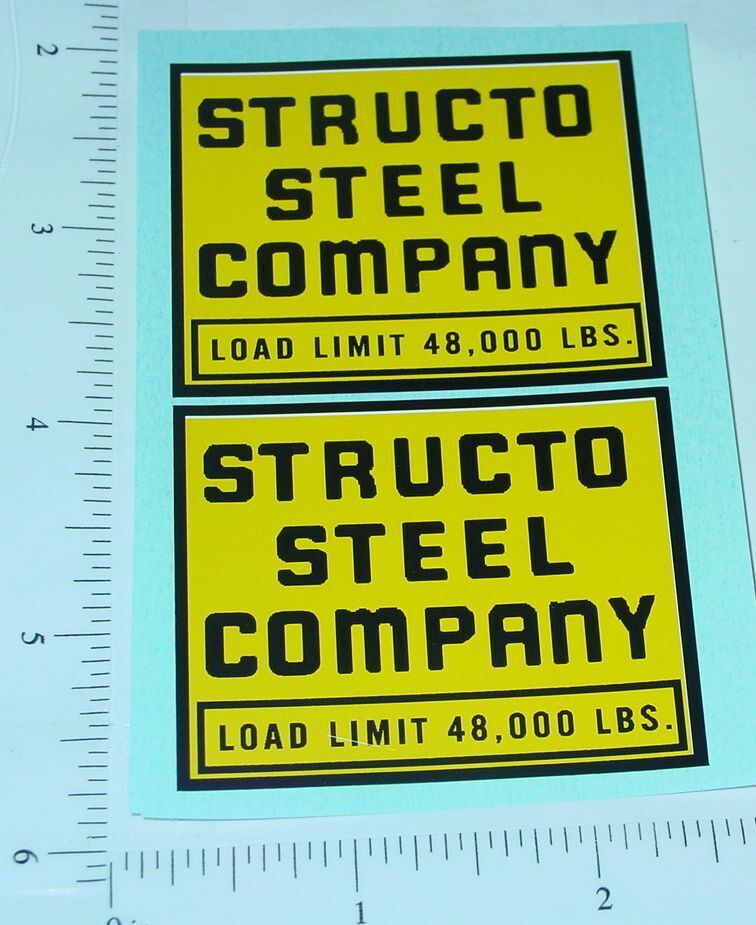 2
3
4
5
6
STRUCTO
STEEL
COMPANY
LOAD LIMIT 48,000 LBS.
STRUCTO
STEEL
COMPANY
LOAD LIMIT 48,000 LBS.
1
2